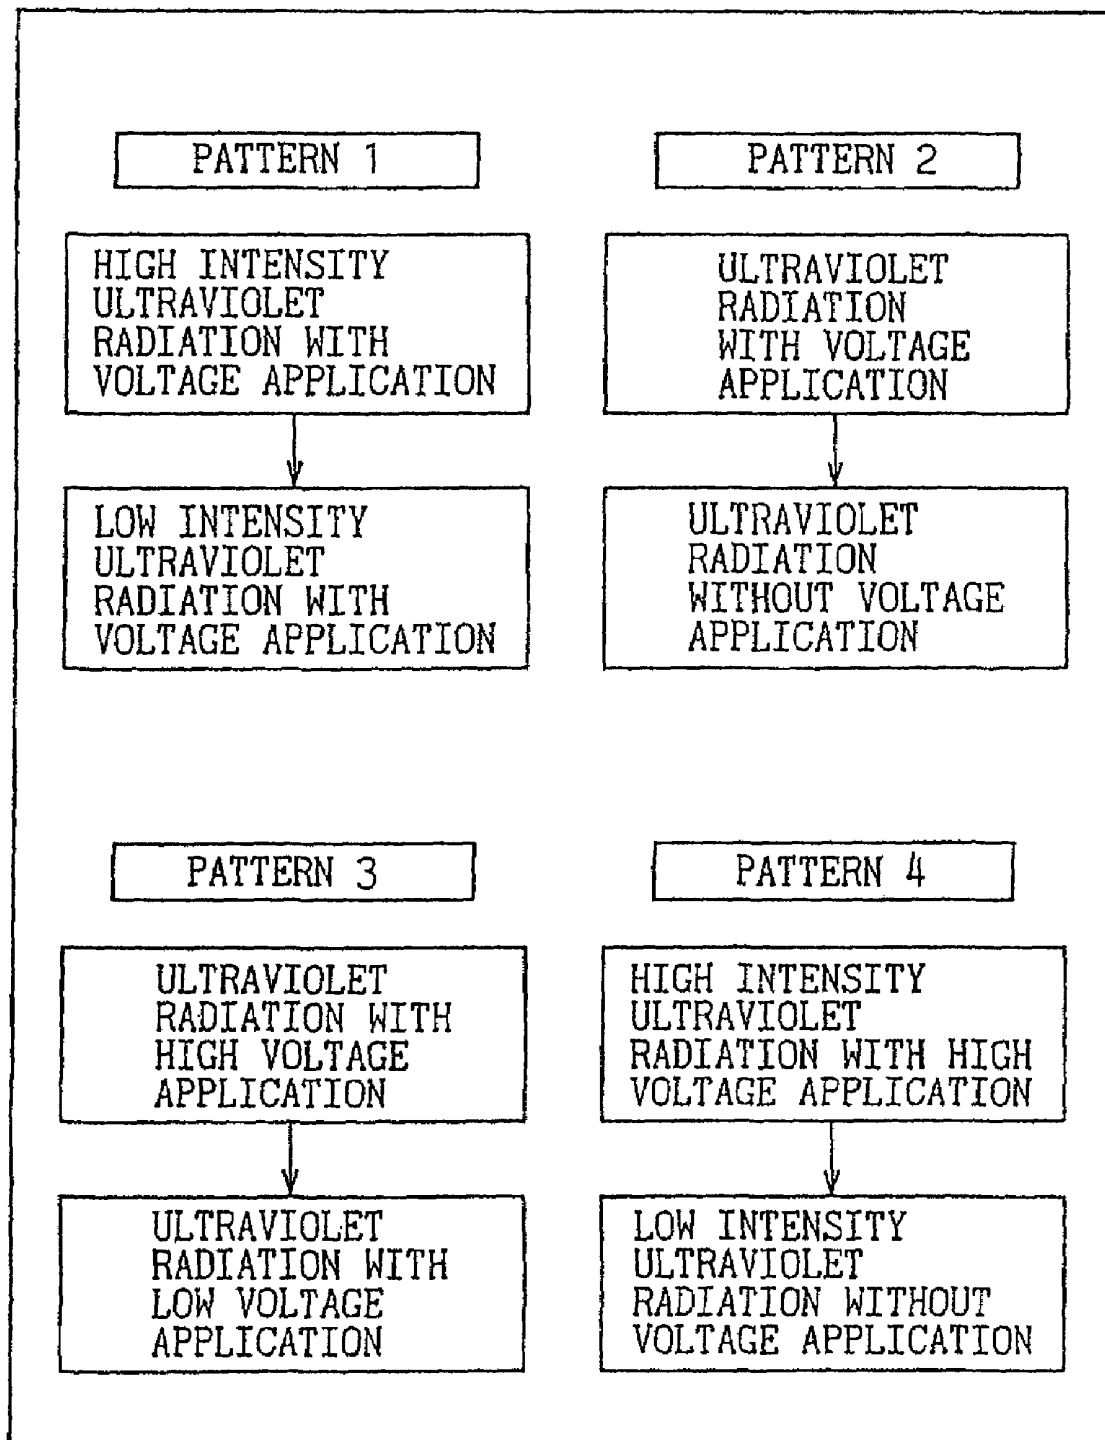 PATTERN 1
HIGH INTENSITY
ULTRAVIOLET
RADIATION WITH
VOLTAGE APPLICATION
LOW INTENSITY
ULTRAVIOLET
RADIATION WITH
VOLTAGE APPLICATION
PATTERN 2
ULTRAVIOLET
RADIATION
WITH VOLTAGE
APPLICATION
ULTRAVIOLET
RADIATION
WITHOUT VOLTAGE
APPLICATION
PATTERN 3
ULTRAVIOLET
RADIATION WITH
HIGH VOLTAGE
APPLICATION
ULTRAVIOLET
RADIATION WITH
LOW VOLTAGE
APPLICATION
PATTERN 4
HIGH INTENSITY
ULTRAVIOLET
RADIATION WITH HIGH
VOLTAGE APPLICATION
LOW INTENSITY
ULTRAVIOLET
RADIATION WITHOUT
VOLTAGE APPLICATION